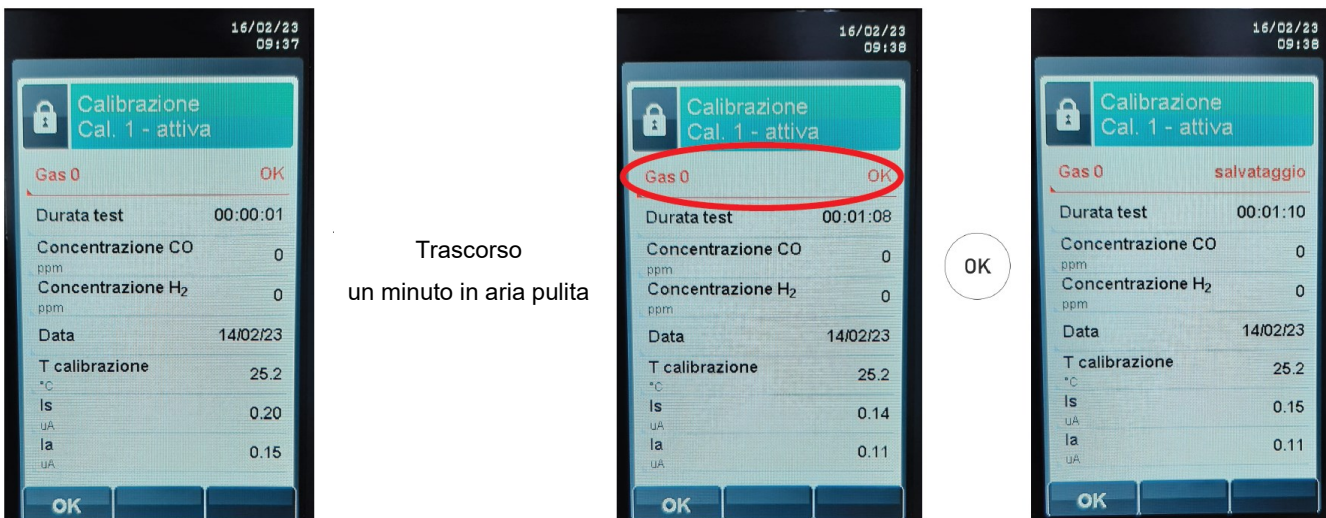 16/02/23
09:37
Calibrazione
Cal. 1 - attiva
Gas 0 OK
Durata test 00:00:01
Concentrazione CO 0
ppm
Concentrazione H₂ 0
ppm
Data 14/02/23
T calibrazione 25.2
°C
Is 0.20
uA
Ia 0.15
uA
OK
Trascorso
un minuto in aria pulita
16/02/23
09:38
Calibrazione
Cal. 1 - attiva
Gas 0 OK
Durata test 00:01:08
Concentrazione CO 0
ppm
Concentrazione H₂ 0
ppm
Data 14/02/23
T calibrazione 25.2
°C
Is 0.14
uA
Ia 0.11
uA
OK
OK
16/02/23
09:38
Calibrazione
Cal. 1 - attiva
Gas 0 salvataggio
Durata test 00:01:10
Concentrazione CO 0
ppm
Concentrazione H₂ 0
ppm
Data 14/02/23
T calibrazione 25.2
°C
Is 0.15
uA
Ia 0.11
uA
OK